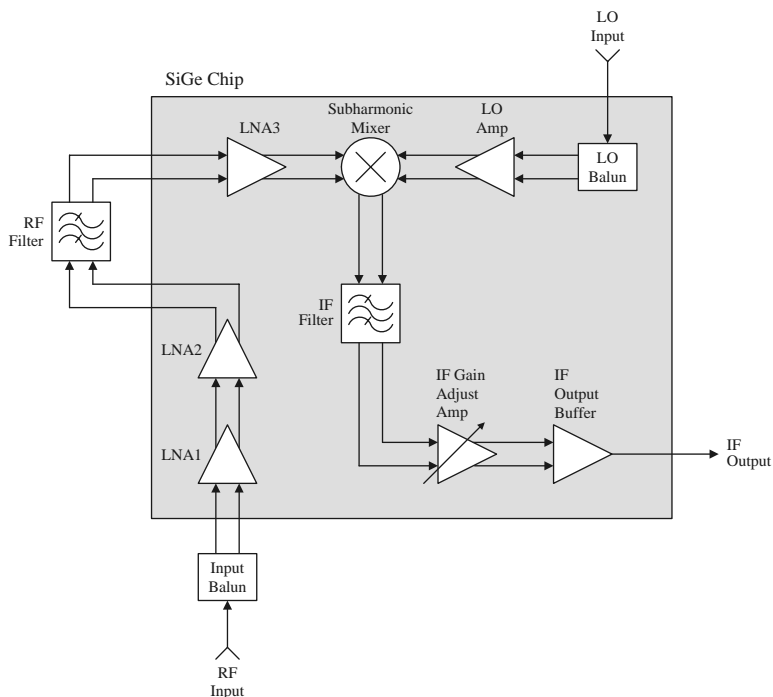 LO
Input
SiGe Chip
Subharmonic
Mixer
LO
Amp
LNA3
LO
Balun
RF
Filter
IF
Filter
LNA2
IF Gain
Adjust
Amp
IF
Output
Buffer
LNA1
IF
Output
Input
Balun
RF
Input